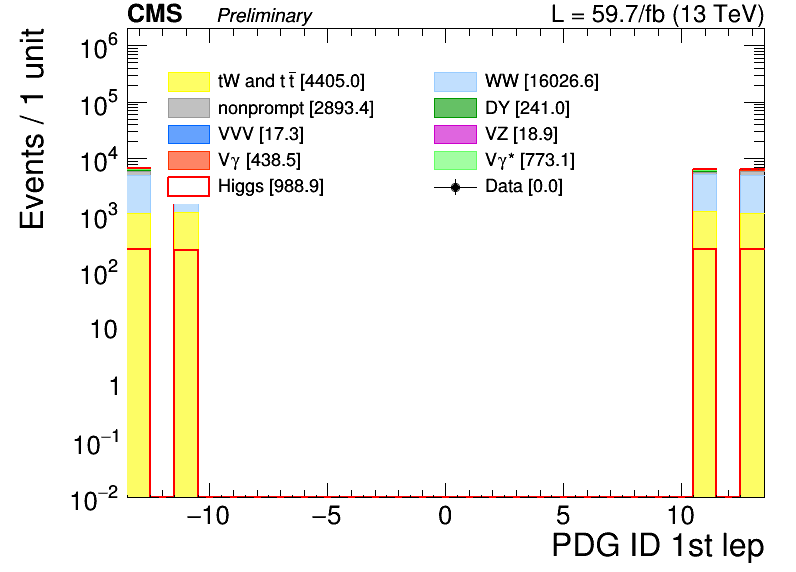 CMS Preliminary L = 59.7/fb (13 TeV)
Events / 1 unit
10^6
10^5
10^4
10^3
10^2
10
1
10^−1
10^−2
tW and t t̄ [4405.0] WW [16026.6]
nonprompt [2893.4] DY [241.0]
VVV [17.3] VZ [18.9]
Vγ [438.5] Vγ* [773.1]
Higgs [988.9] Data [0.0]
−10 −5 0 5 10
PDG ID 1st lep